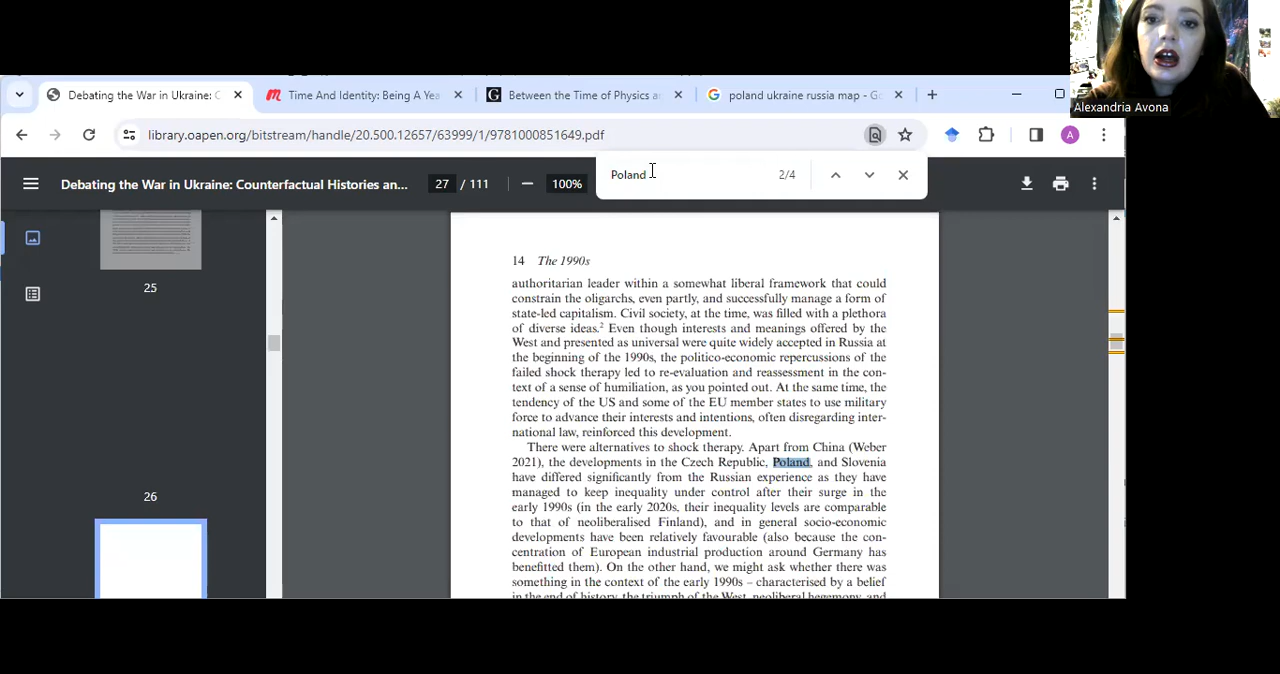 Alexandria Avona
Debating the War in Ukraine: C
Time And Identity: Being A Yea
Between the Time of Physics a
poland ukraine russia map - Go
library.oapen.org/bitstream/handle/20.500.12657/63999/1/9781000851649.pdf
A
Poland
2/4
Debating the War in Ukraine: Counterfactual Histories an...
27 / 111
100%
25
26
14 The 1990s
authoritarian leader within a somewhat liberal framework that could
constrain the oligarchs, even partly, and successfully manage a form of
state-led capitalism. Civil society, at the time, was filled with a plethora
of diverse ideas.² Even though interests and meanings offered by the
West and presented as universal were quite widely accepted in Russia at
the beginning of the 1990s, the politico-economic repercussions of the
failed shock therapy led to re-evaluation and reassessment in the con-
text of a sense of humiliation, as you pointed out. At the same time, the
tendency of the US and some of the EU member states to use military
force to advance their interests and intentions, often disregarding inter-
national law, reinforced this development.
There were alternatives to shock therapy. Apart from China (Weber
2021), the developments in the Czech Republic, Poland, and Slovenia
have differed significantly from the Russian experience as they have
managed to keep inequality under control after their surge in the
early 1990s (in the early 2020s, their inequality levels are comparable
to that of neoliberalised Finland), and in general socio-economic
developments have been relatively favourable (also because the con-
centration of European industrial production around Germany has
benefitted them). On the other hand, we might ask whether there was
something in the context of the early 1990s – characterised by a belief
in the end of history, the triumph of the West, neoliberal hegemony, and